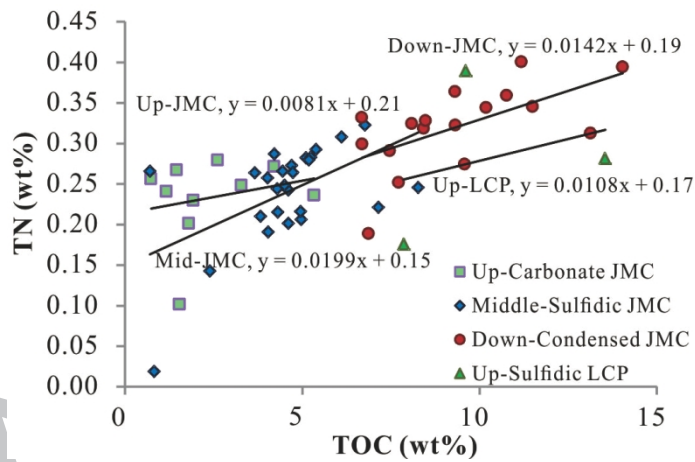 0.45
0.40
0.35
0.30
0.25
0.20
0.15
0.10
0.05
0.00
TN (wt%)
Down-JMC, y = 0.0142x + 0.19
Up-JMC, y = 0.0081x + 0.21
Up-LCP, y = 0.0108x + 0.17
Mid-JMC, y = 0.0199x + 0.15
Up-Carbonate JMC
Middle-Sulfidic JMC
Down-Condensed JMC
Up-Sulfidic LCP
0 5 10 15
TOC (wt%)